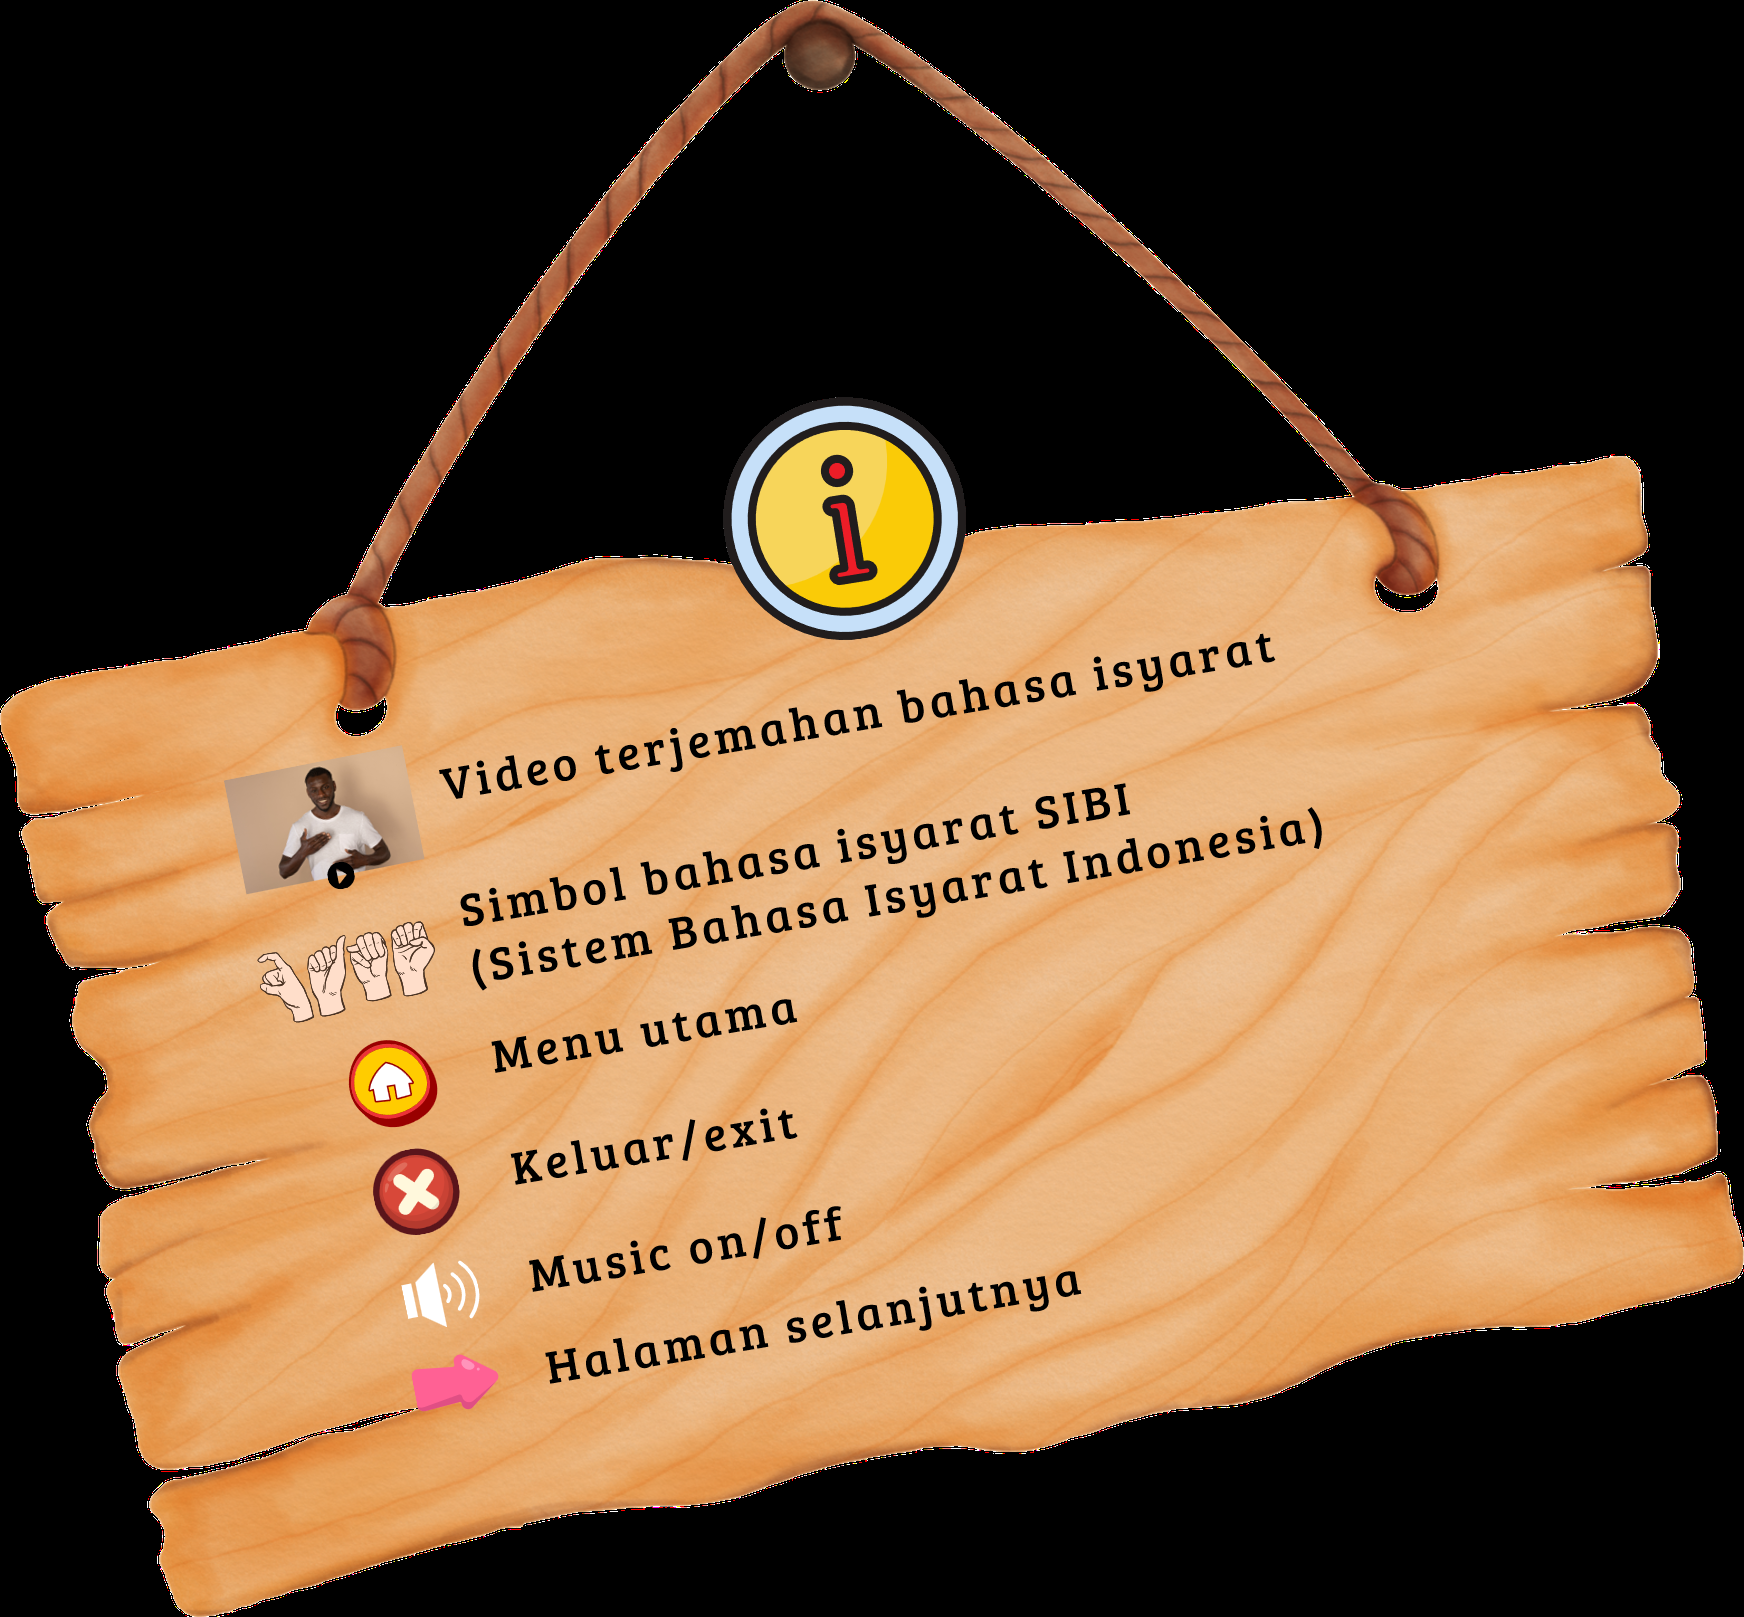 i
Video terjemahan bahasa isyarat
Simbol bahasa isyarat SIBI
(Sistem Bahasa Isyarat Indonesia)
Menu utama
Keluar/exit
Music on/off
Halaman selanjutnya